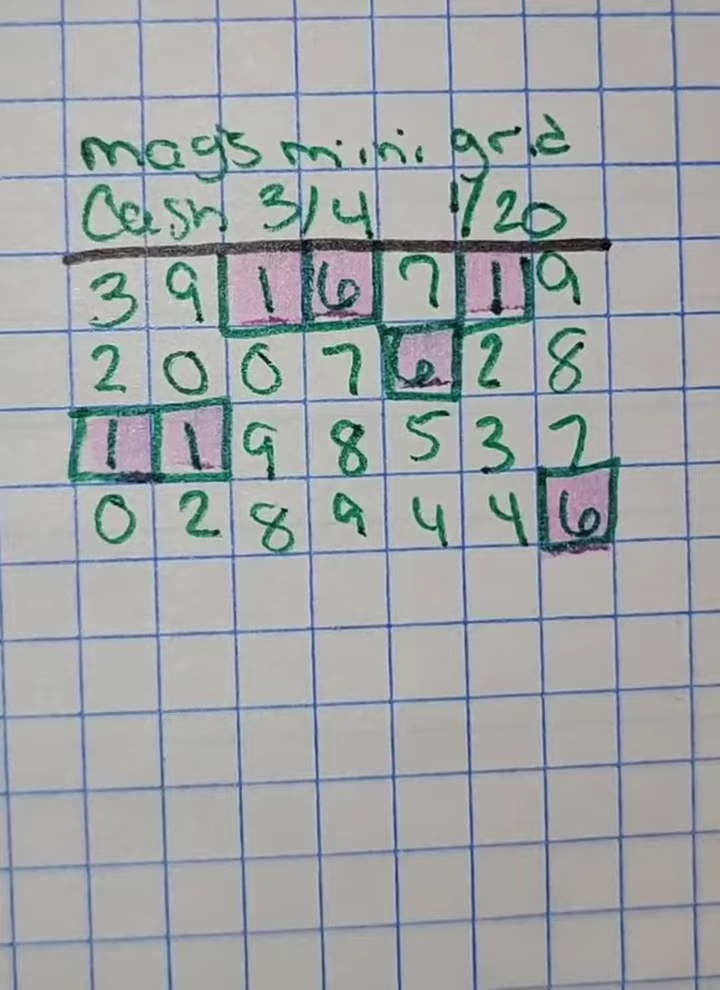 mags mini grid
Cash 3/4 1/20
3 9 1 6 7 1 9
2 0 0 7 6 2 8
1 1 9 8 5 3 7
0 2 8 9 4 4 6